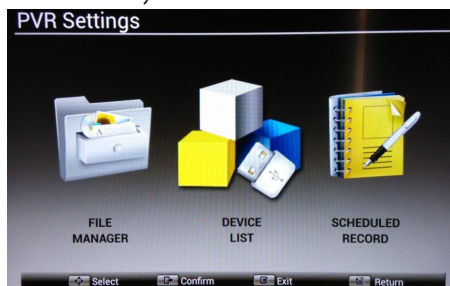 PVR Settings
FILE
MANAGER
DEVICE
LIST
SCHEDULED
RECORD
Select Confirm Exit Return